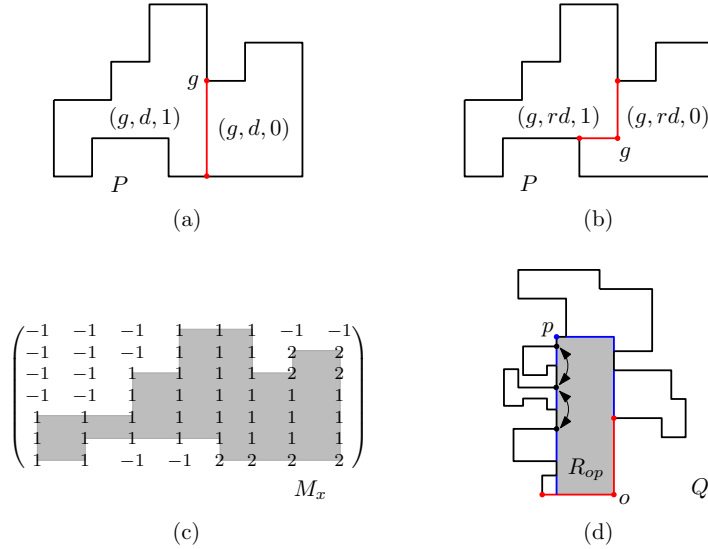 g
(g, d, 1)
(g, d, 0)
P
(a)
(g, rd, 1)
(g, rd, 0)
g
P
(b)
−1 −1 −1 1 1 1 −1 −1
−1 −1 −1 1 1 1 2 2
−1 −1 1 1 1 1 2 2
−1 −1 1 1 1 1 1 1
1 1 1 1 1 1 1 1
1 1 1 1 1 1 1 1
1 1 −1 −1 2 2 2 2
M_x
(c)
p
R_{op}
o
Q
(d)